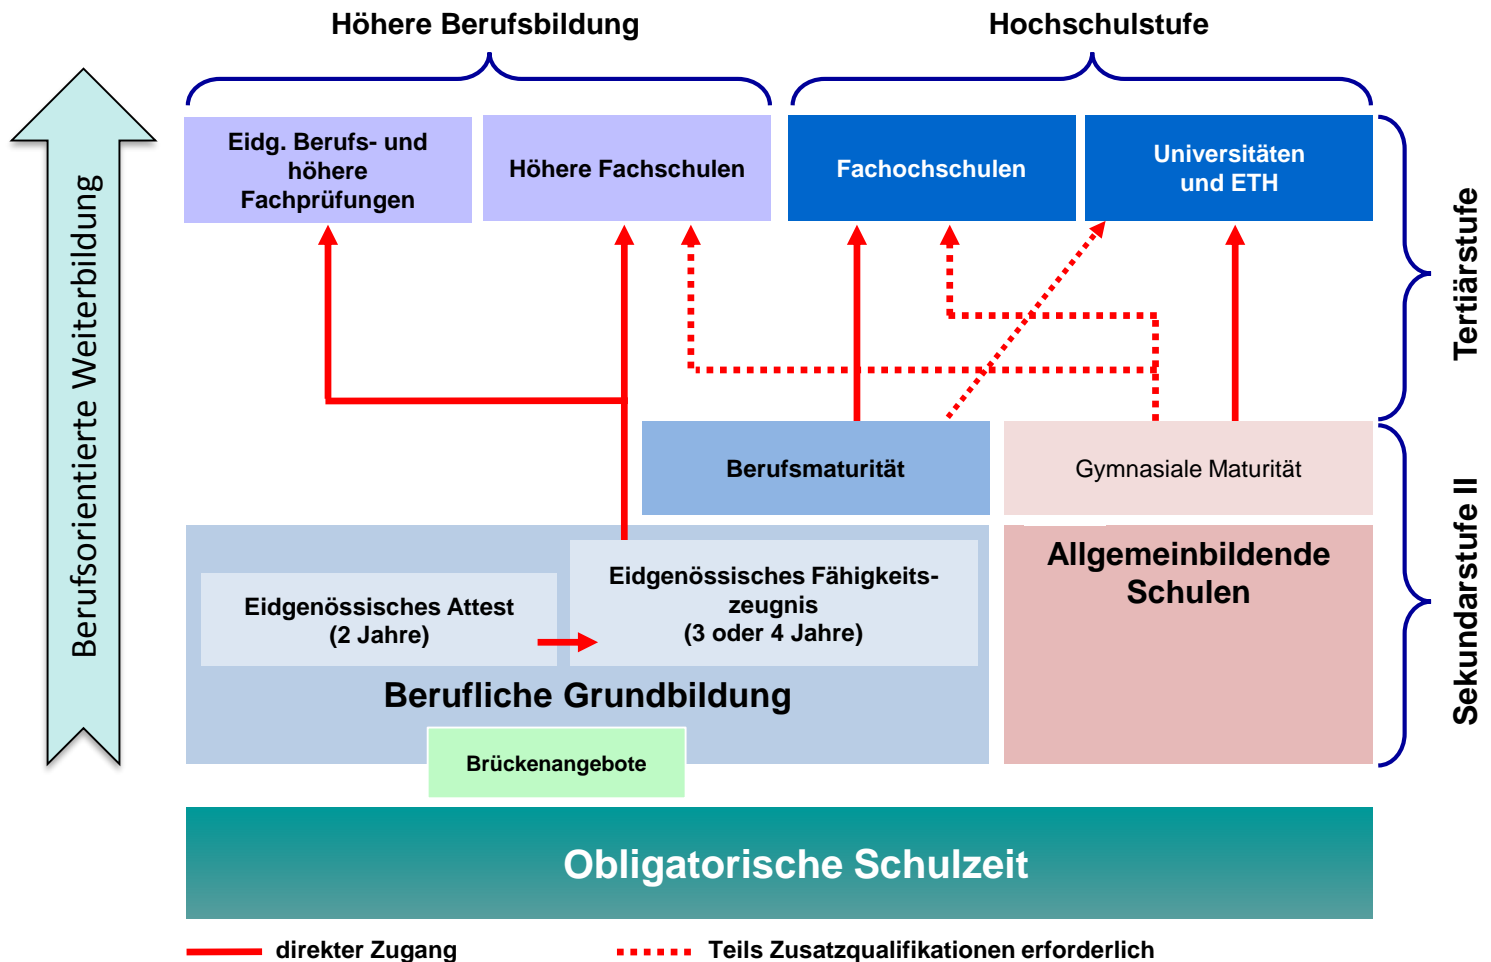 Höhere Berufsbildung
Hochschulstufe
Eidg. Berufs- und
höhere
Fachprüfungen
Höhere Fachschulen
Fachochschulen
Universitäten
und ETH
Tertiärstufe
Berufsorientierte Weiterbildung
Berufsmaturität
Gymnasiale Maturität
Sekundarstufe II
Eidgenössisches Attest
(2 Jahre)
Eidgenössisches Fähigkeits-
zeugnis
(3 oder 4 Jahre)
Allgemeinbildende
Schulen
Berufliche Grundbildung
Brückenangebote
Obligatorische Schulzeit
direkter Zugang
Teils Zusatzqualifikationen erforderlich